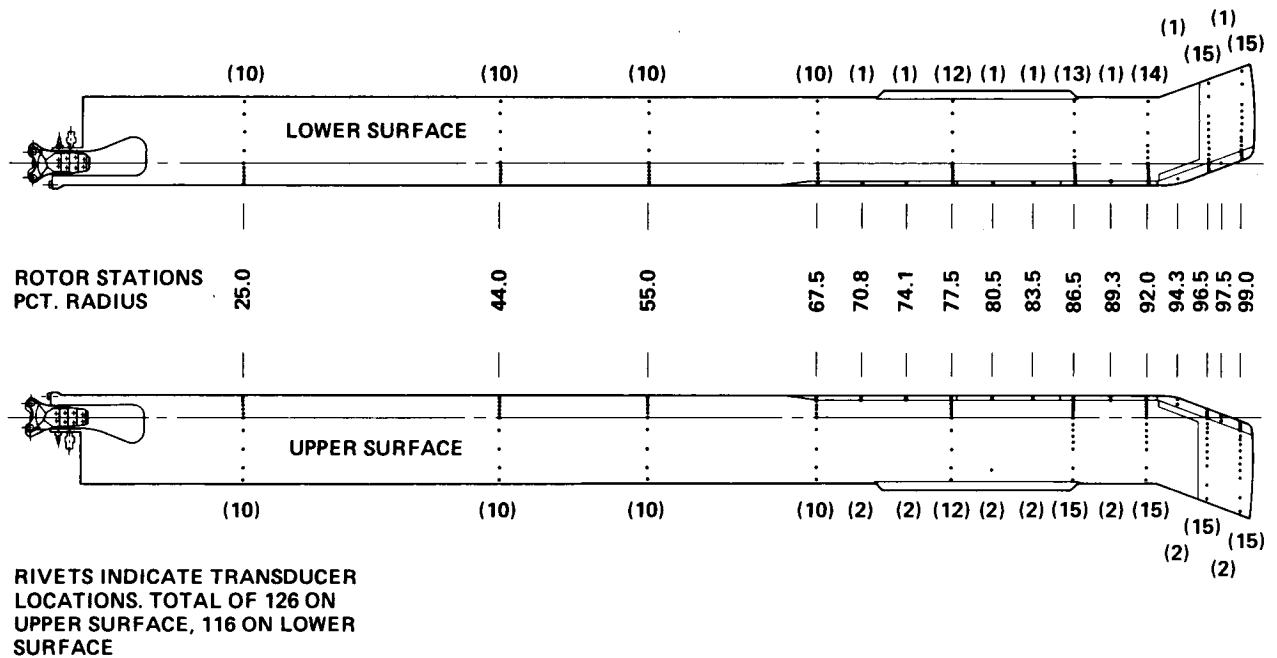 (1)
(1) (15) (15)
(10) (10) (10) (10) (1) (1) (12) (1) (1) (13) (1) (14)
LOWER SURFACE
ROTOR STATIONS
PCT. RADIUS
25.0 44.0 55.0 67.5 70.8 74.1 77.5 80.5 83.5 86.5 89.3 92.0 94.3 96.5 97.5 99.0
UPPER SURFACE
(10) (10) (10) (10) (2) (2) (12) (2) (2) (15) (2) (15) (15) (15)
(2) (2)
RIVETS INDICATE TRANSDUCER
LOCATIONS. TOTAL OF 126 ON
UPPER SURFACE, 116 ON LOWER
SURFACE